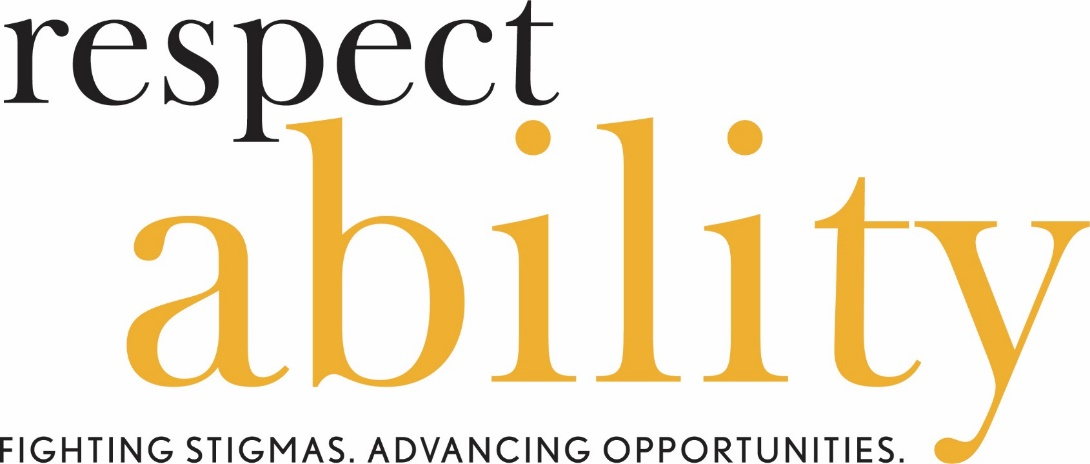 respect
ability
FIGHTING STIGMAS. ADVANCING OPPORTUNITIES.